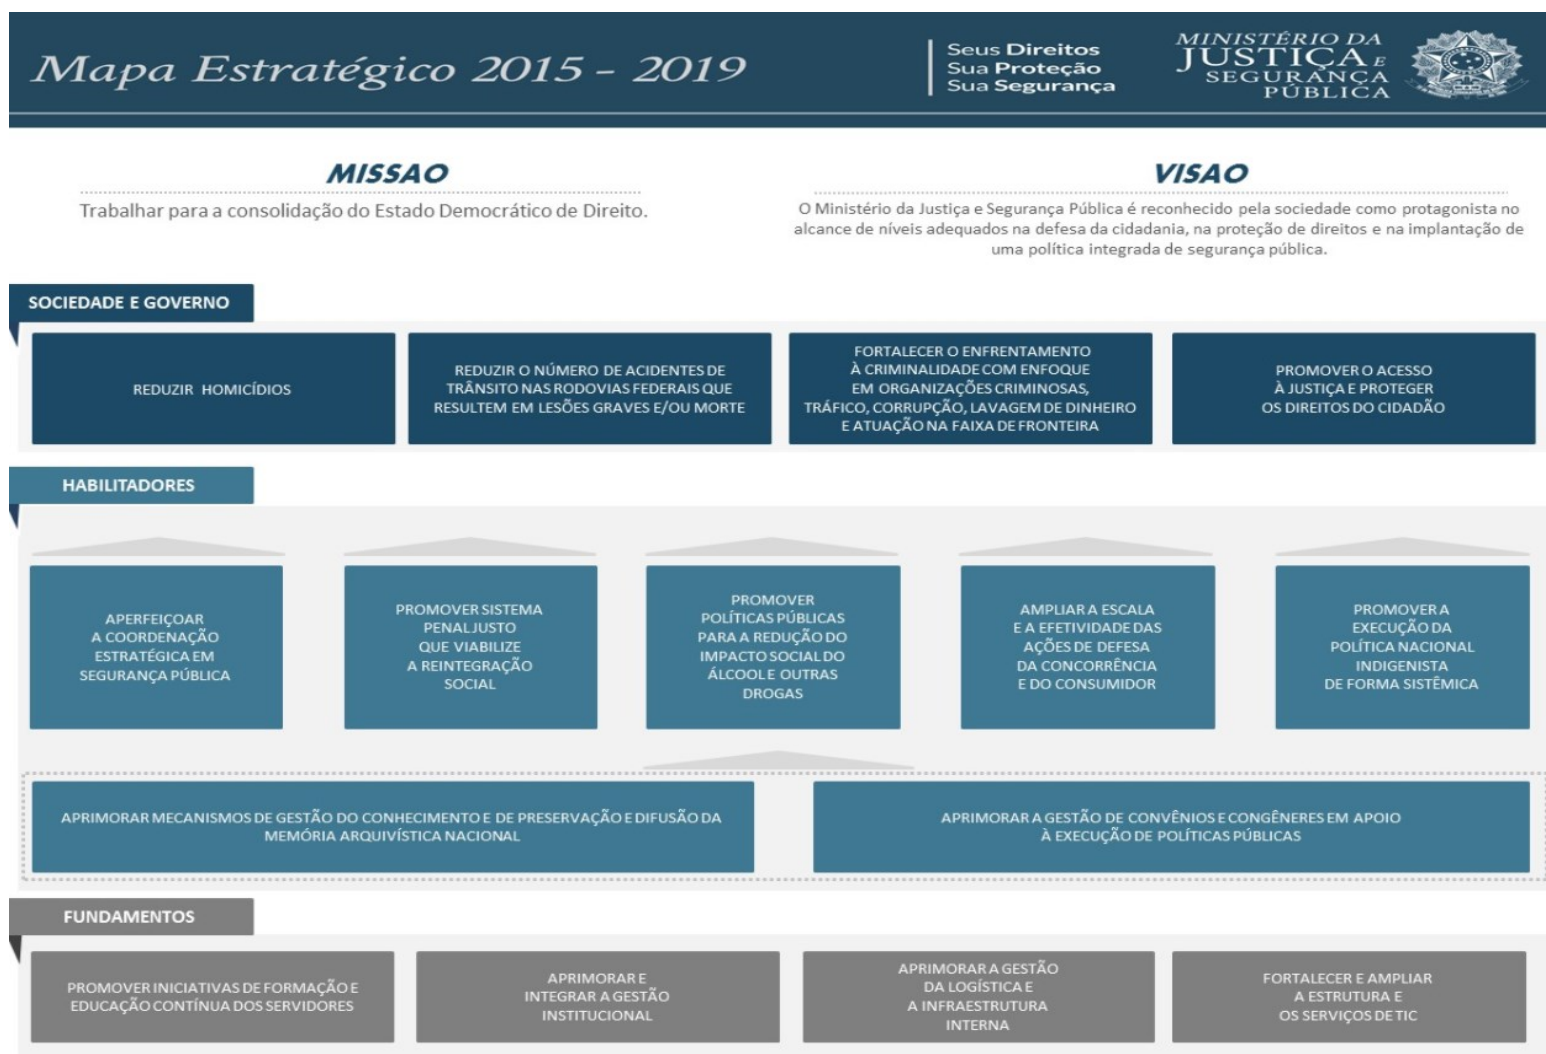 Mapa Estratégico 2015 - 2019
Seus Direitos
Sua Proteção
Sua Segurança
MINISTÉRIO DA
JUSTIÇA E
SEGURANÇA
PÚBLICA
MISSAO
Trabalhar para a consolidação do Estado Democrático de Direito.
VISAO
O Ministério da Justiça e Segurança Pública é reconhecido pela sociedade como protagonista no
alcance de níveis adequados na defesa da cidadania, na proteção de direitos e na implantação de
uma política integrada de segurança pública.
SOCIEDADE E GOVERNO
REDUZIR HOMICÍDIOS
REDUZIR O NÚMERO DE ACIDENTES DE
TRÂNSITO NAS RODOVIAS FEDERAIS QUE
RESULTEM EM LESÕES GRAVES E/OU MORTE
FORTALECER O ENFRENTAMENTO
À CRIMINALIDADE COM ENFOQUE
EM ORGANIZAÇÕES CRIMINOSAS,
TRÁFICO, CORRUPÇÃO, LAVAGEM DE DINHEIRO
E ATUAÇÃO NA FAIXA DE FRONTEIRA
PROMOVER O ACESSO
À JUSTIÇA E PROTEGER
OS DIREITOS DO CIDADÃO
HABILITADORES
APERFEIÇOAR
A COORDENAÇÃO
ESTRATÉGICA EM
SEGURANÇA PÚBLICA
PROMOVER SISTEMA
PENAL JUSTO
QUE VIABILIZE
A REINTEGRAÇÃO
SOCIAL
PROMOVER
POLÍTICAS PÚBLICAS
PARA A REDUÇÃO DO
IMPACTO SOCIAL DO
ÁLCOOL E OUTRAS
DROGAS
AMPLIAR A ESCALA
E A EFETIVIDADE DAS
AÇÕES DE DEFESA
DA CONCORRÊNCIA
E DO CONSUMIDOR
PROMOVER A
EXECUÇÃO DA
POLÍTICA NACIONAL
INDIGENISTA
DE FORMA SISTÊMICA
APRIMORAR MECANISMOS DE GESTÃO DO CONHECIMENTO E DE PRESERVAÇÃO E DIFUSÃO DA
MEMÓRIA ARQUIVÍSTICA NACIONAL
APRIMORAR A GESTÃO DE CONVÊNIOS E CONGÊNERES EM APOIO
À EXECUÇÃO DE POLÍTICAS PÚBLICAS
FUNDAMENTOS
PROMOVER INICIATIVAS DE FORMAÇÃO E
EDUCAÇÃO CONTÍNUA DOS SERVIDORES
APRIMORAR E
INTEGRAR A GESTÃO
INSTITUCIONAL
APRIMORAR A GESTÃO
DA LOGÍSTICA E
A INFRAESTRUTURA
INTERNA
FORTALECER E AMPLIAR
A ESTRUTURA E
OS SERVIÇOS DE TIC